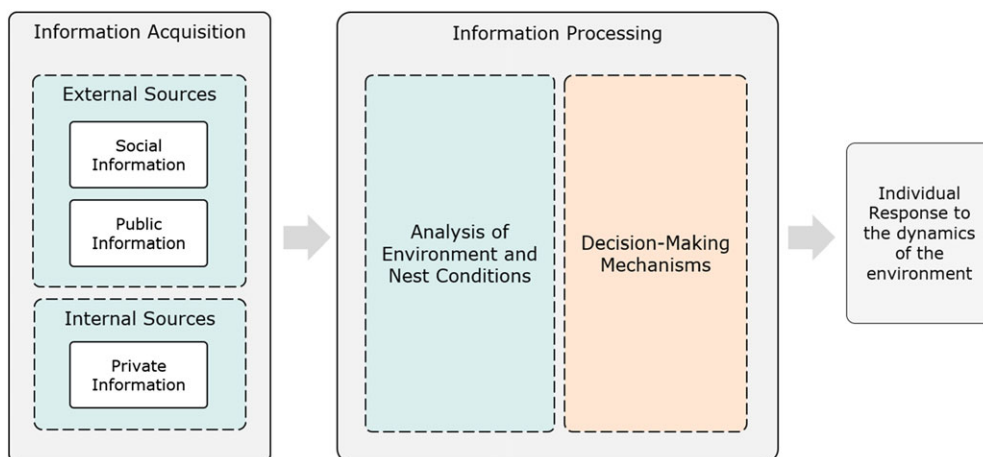 Information Acquisition
External Sources
Social
Information
Public
Information
Internal Sources
Private
Information
Information Processing
Analysis of
Environment and
Nest Conditions
Decision-Making
Mechanisms
Individual
Response to
the dynamics
of the
environment